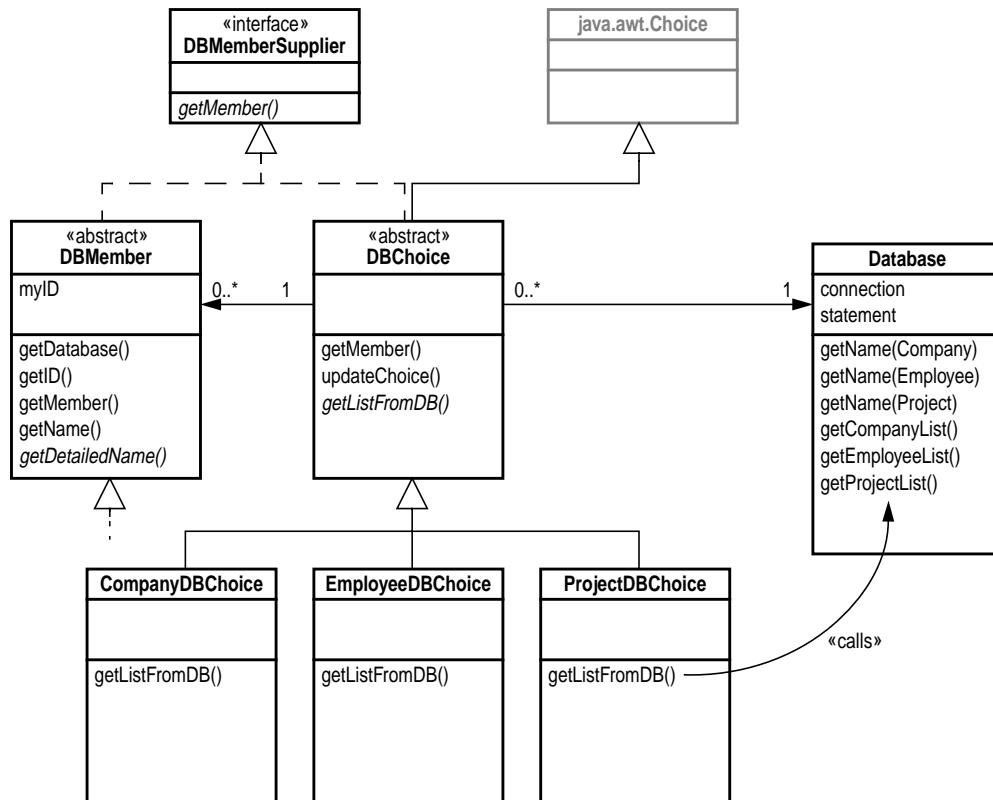 «interface»
DBMemberSupplier
getMember()
java.awt.Choice
«abstract»
DBMember
myID
getDatabase()
getID()
getMember()
getName()
getDetailedName()
0..*
1
«abstract»
DBChoice
getMember()
updateChoice()
getListFromDB()
0..*
1
Database
connection
statement
getName(Company)
getName(Employee)
getName(Project)
getCompanyList()
getEmployeeList()
getProjectList()
CompanyDBChoice
getListFromDB()
EmployeeDBChoice
getListFromDB()
ProjectDBChoice
getListFromDB()
«calls»